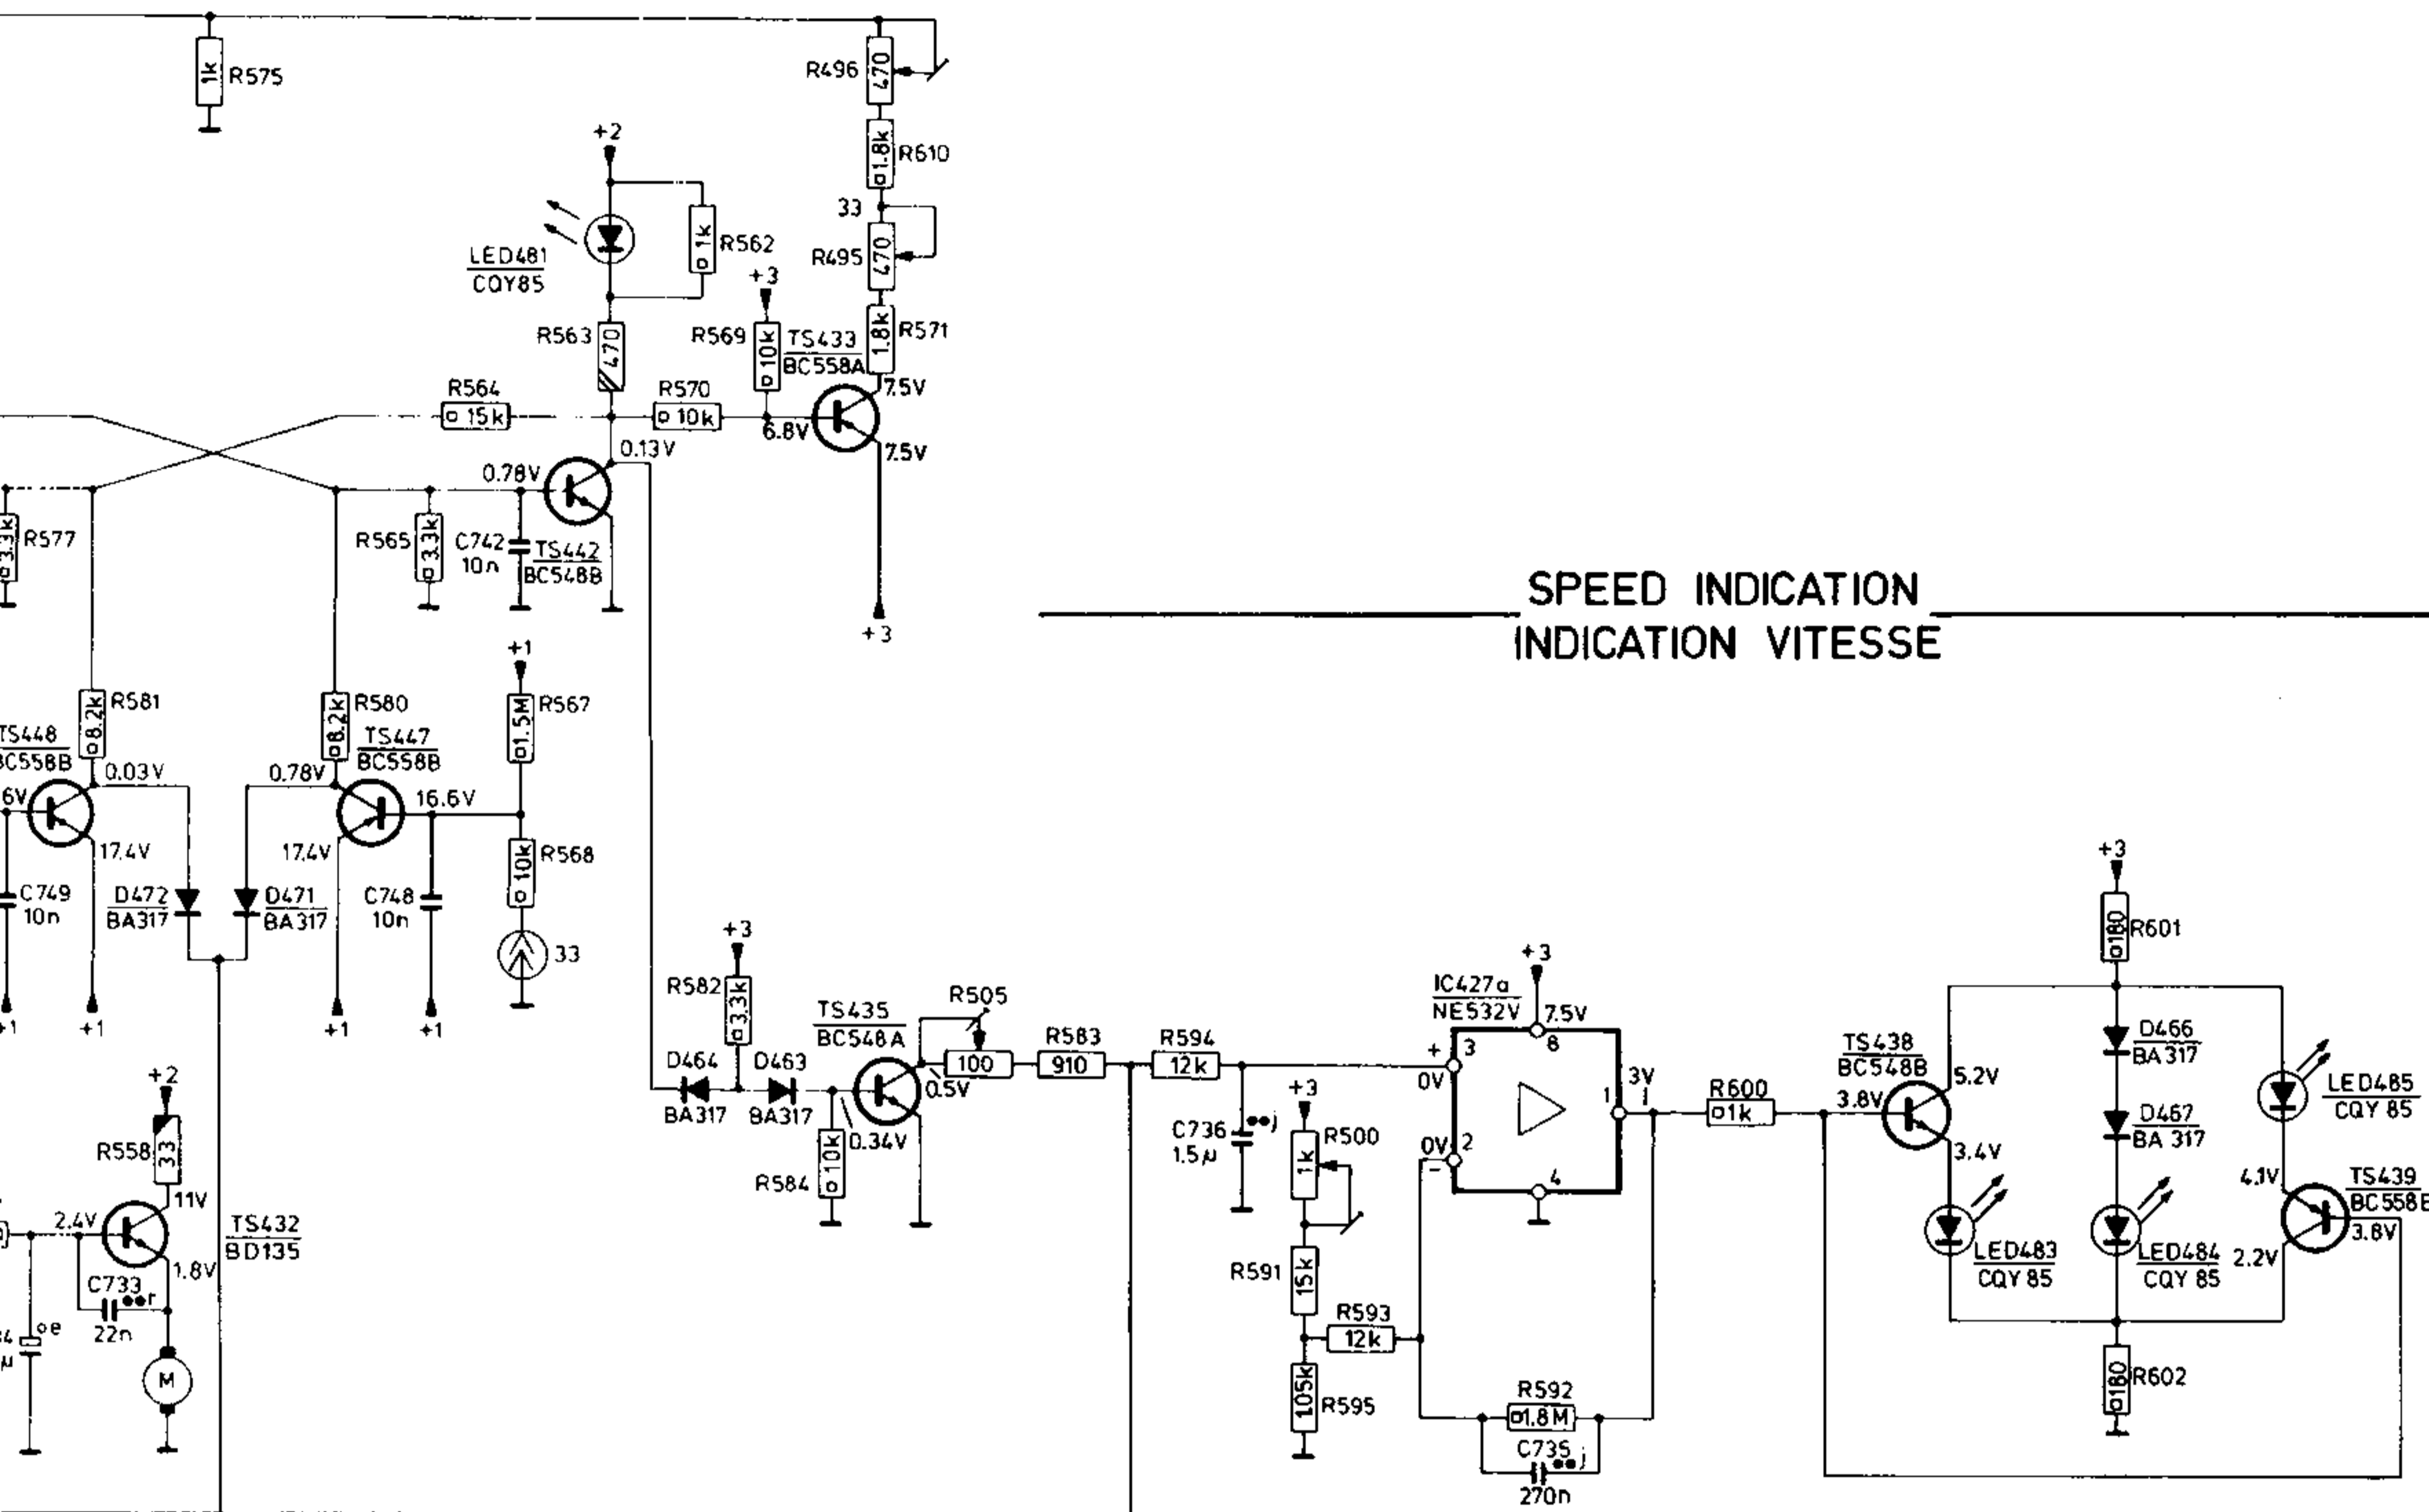 1k
R575
R496
470
1.8k
R610
33
R495
470
1.8k
R571
+2
LED481
CQY85
1k
R562
+3
R563
470
R569
10k
TS433
BC558A
7.5V
R564
15k
R570
10k
6.8V
7.5V
0.13V
0.78V
3.3k
R577
R565
3.3k
C742
10n
TS442
BC548B
+3
SPEED INDICATION
INDICATION VITESSE
+1
R567
1.5M
8.2k
R581
8.2k
R580
TS448
BC558B
0.03V
0.78V
TS447
BC558B
6V
17.4V
17.4V
16.6V
10k
R568
C749
10n
D472
BA317
D471
BA317
C748
10n
33
+1
+1
+1
+1
+3
R582
3.3k
TS435
BC548A
R505
100
R583
910
R594
12k
D464
BA317
D463
BA317
0.5V
0.34V
R584
10k
C736
1.5µ
j
+3
R500
1k
R591
15k
R593
12k
1.05k
R595
IC427a
NE532V
+3
7.5V
8
+
3
0V
0V
2
−
4
3V
1
1
R600
1k
R592
1.8M
C735
j
270n
TS438
BC548B
3.8V
5.2V
3.4V
LED483
CQY 85
+3
180
R601
D466
BA317
D467
BA 317
LED484
CQY 85
180
R602
LED485
CQY 85
4.1V
TS439
BC558B
3.8V
2.2V
+2
R558
33
11V
2.4V
TS432
BD135
1.8V
C733
r
22n
4
oe
µ
M